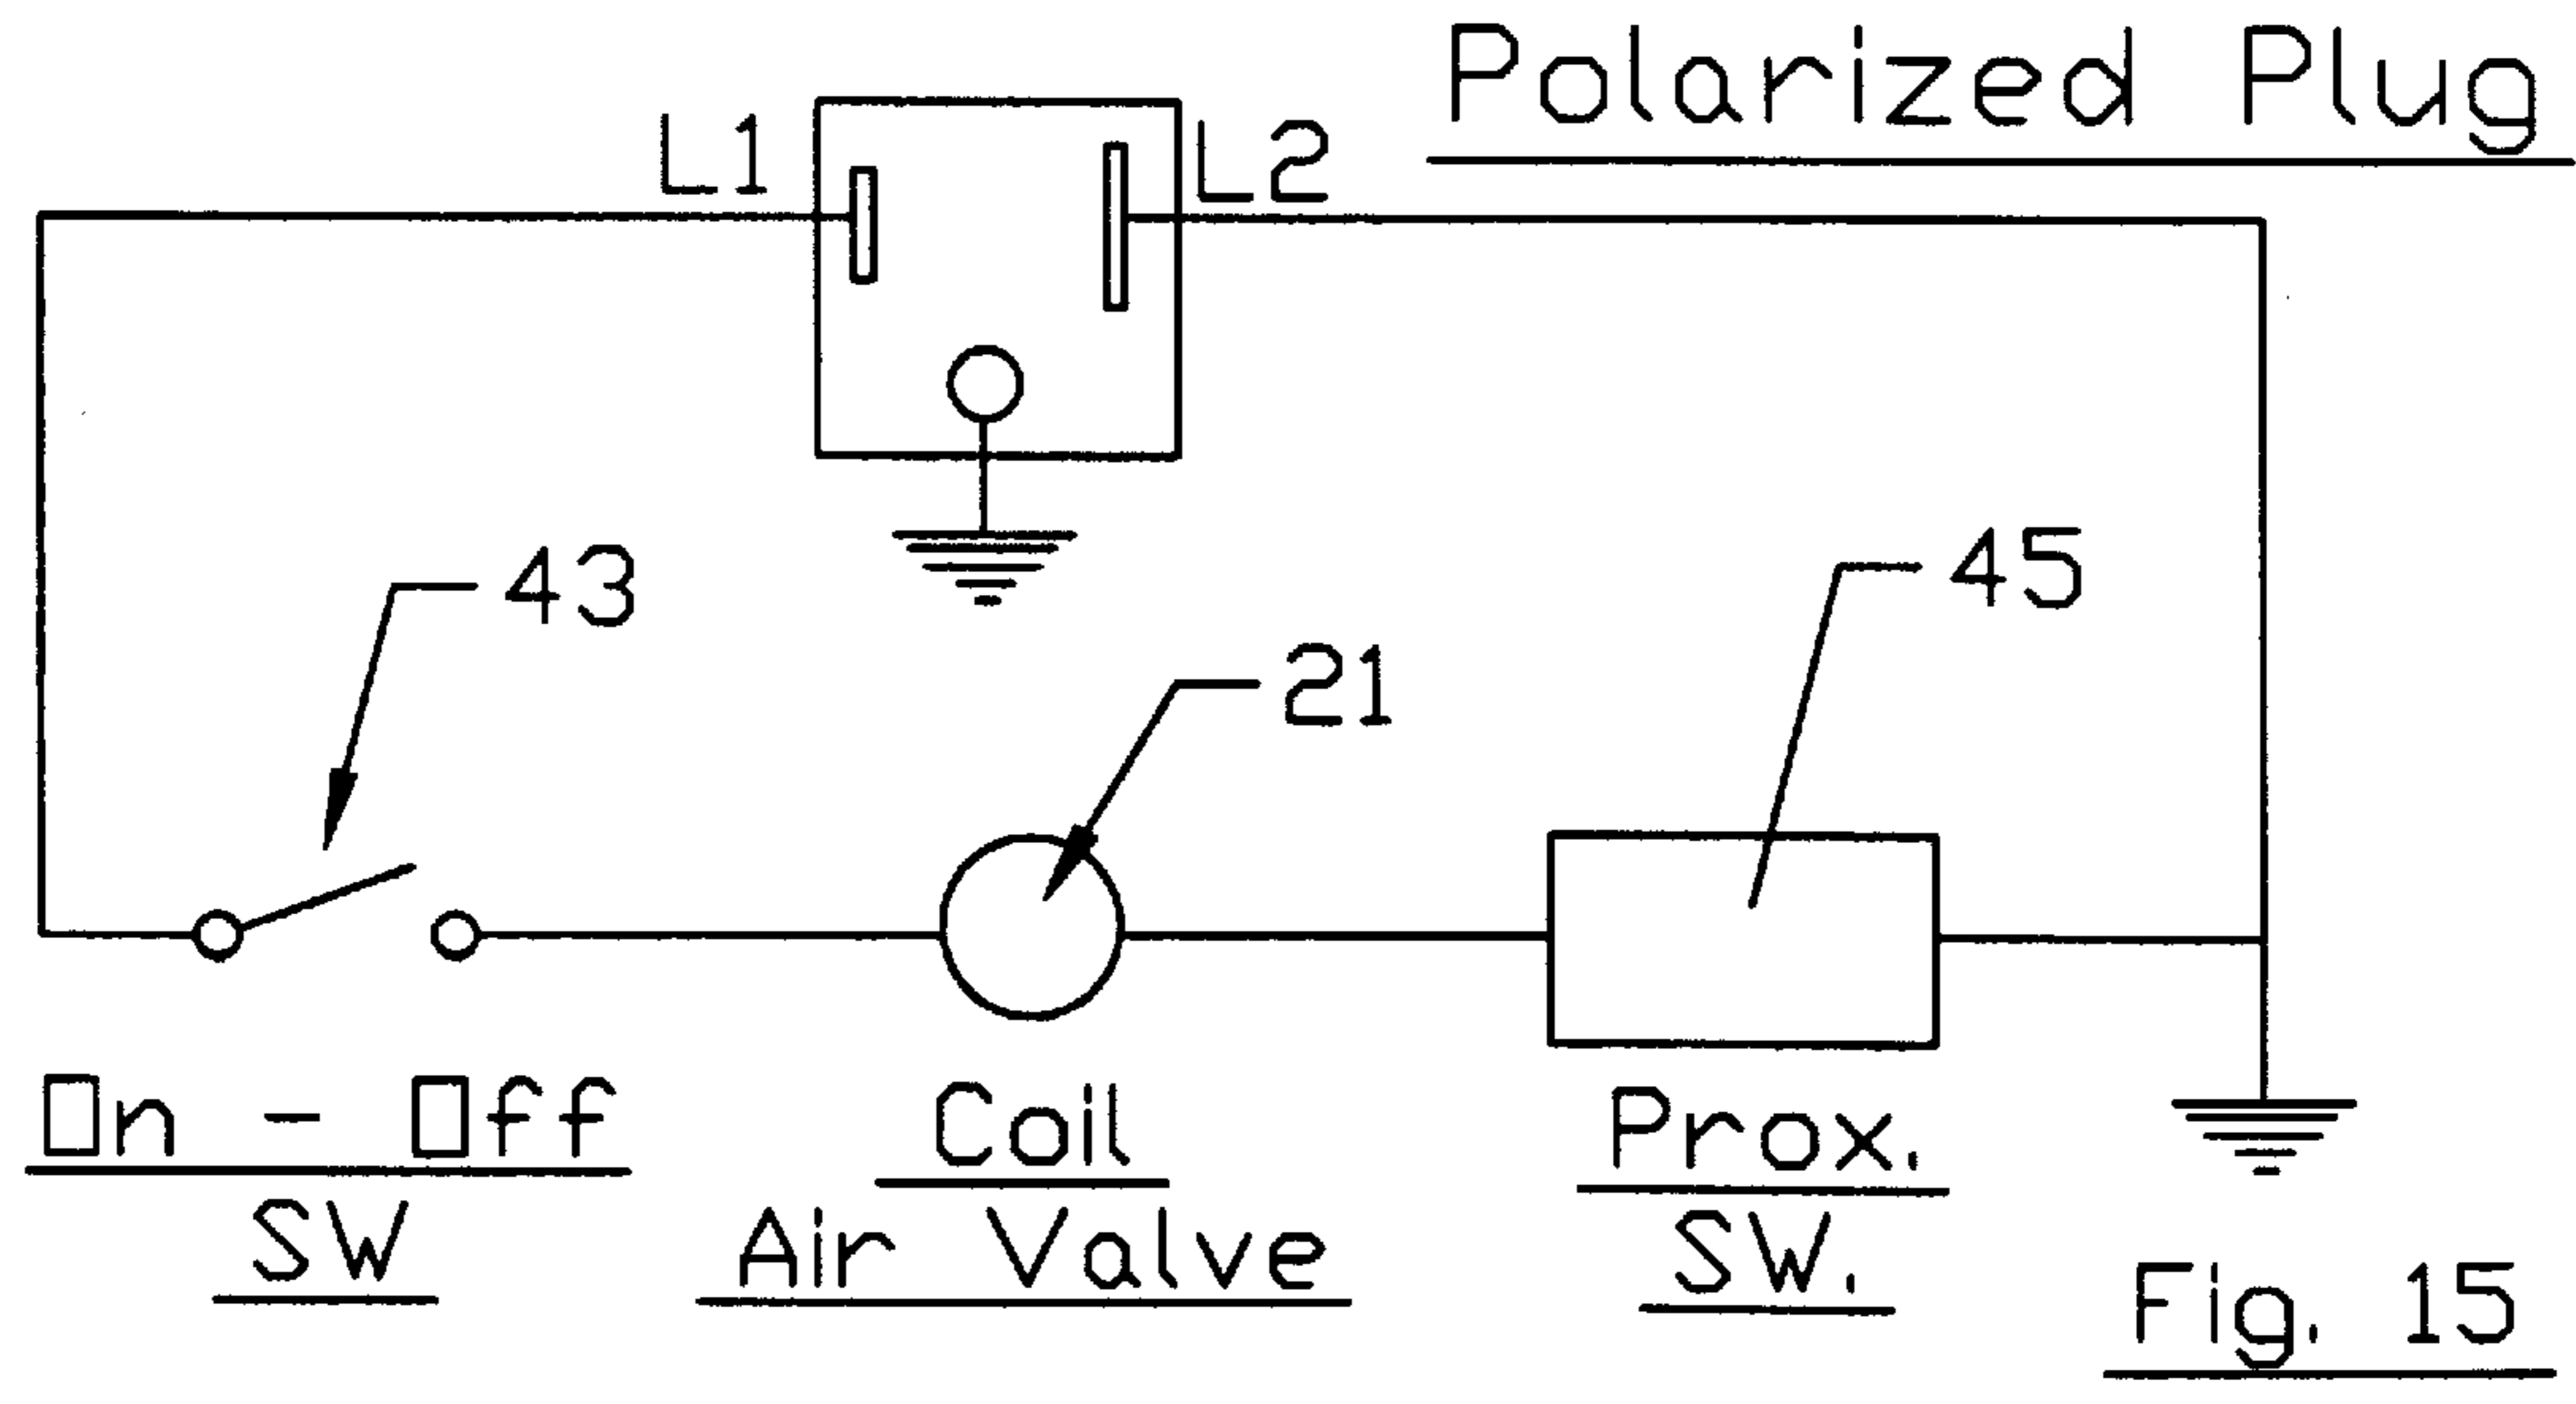 Polarized Plug
L1
L2
43
45
21
On - Off
SW
Coil
Air Valve
Prox.
SW.
Fig. 15